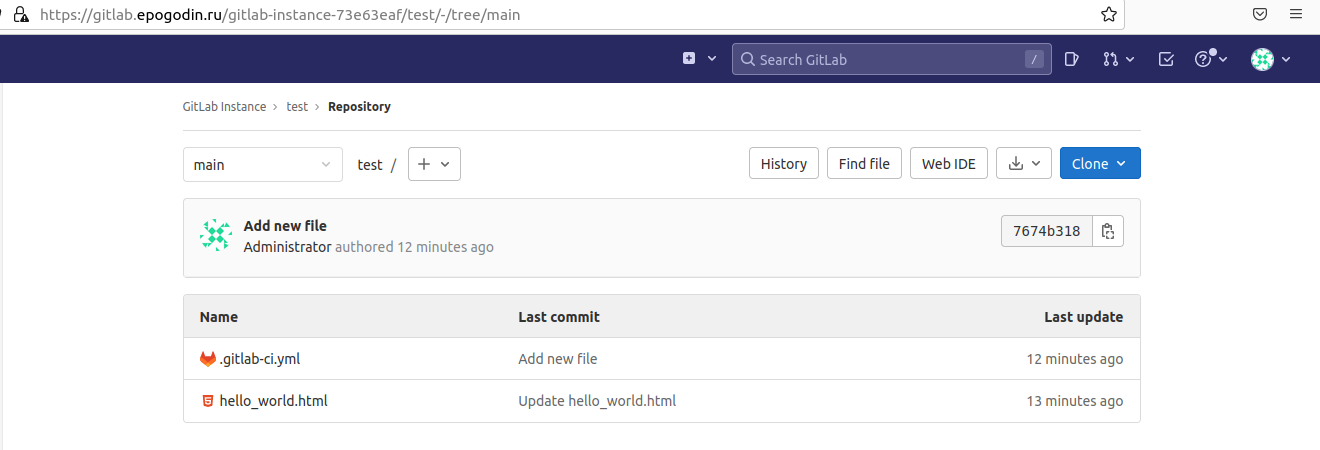 https://gitlab.epogodin.ru/gitlab-instance-73e63eaf/test/-/tree/main
Search GitLab /
GitLab Instance > test > Repository
main test / + History Find file Web IDE Clone
Add new file
Administrator authored 12 minutes ago
7674b318
Name Last commit Last update
.gitlab-ci.yml Add new file 12 minutes ago
hello_world.html Update hello_world.html 13 minutes ago